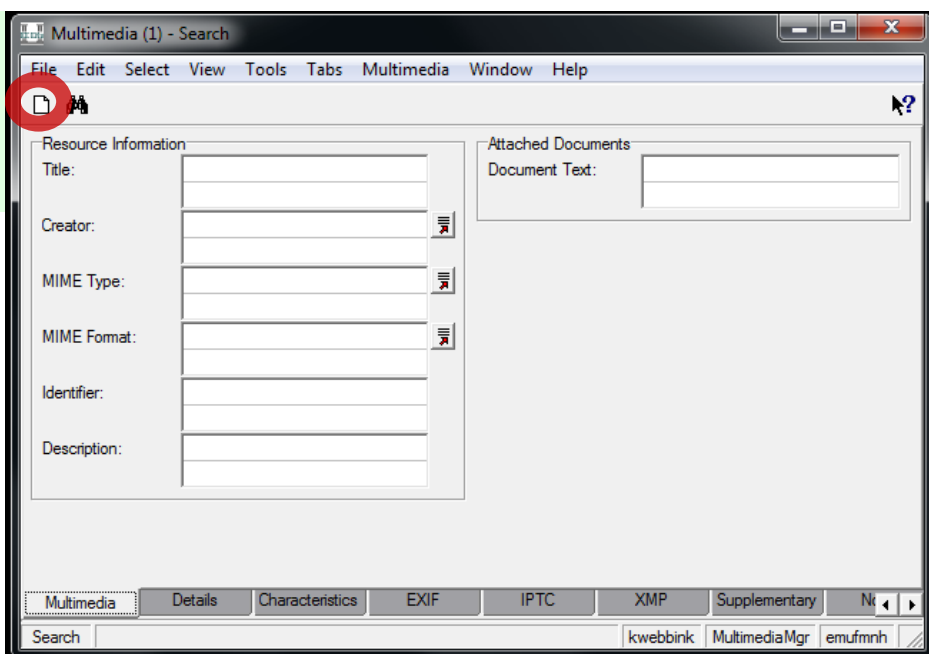 Multimedia (1) - Search
File Edit Select View Tools Tabs Multimedia Window Help
?
Resource Information
Title:
Creator:
MIME Type:
MIME Format:
Identifier:
Description:
Attached Documents
Document Text:
Multimedia Details Characteristics EXIF IPTC XMP Supplementary
Search kwebbink MultimediaMgr emufmnh